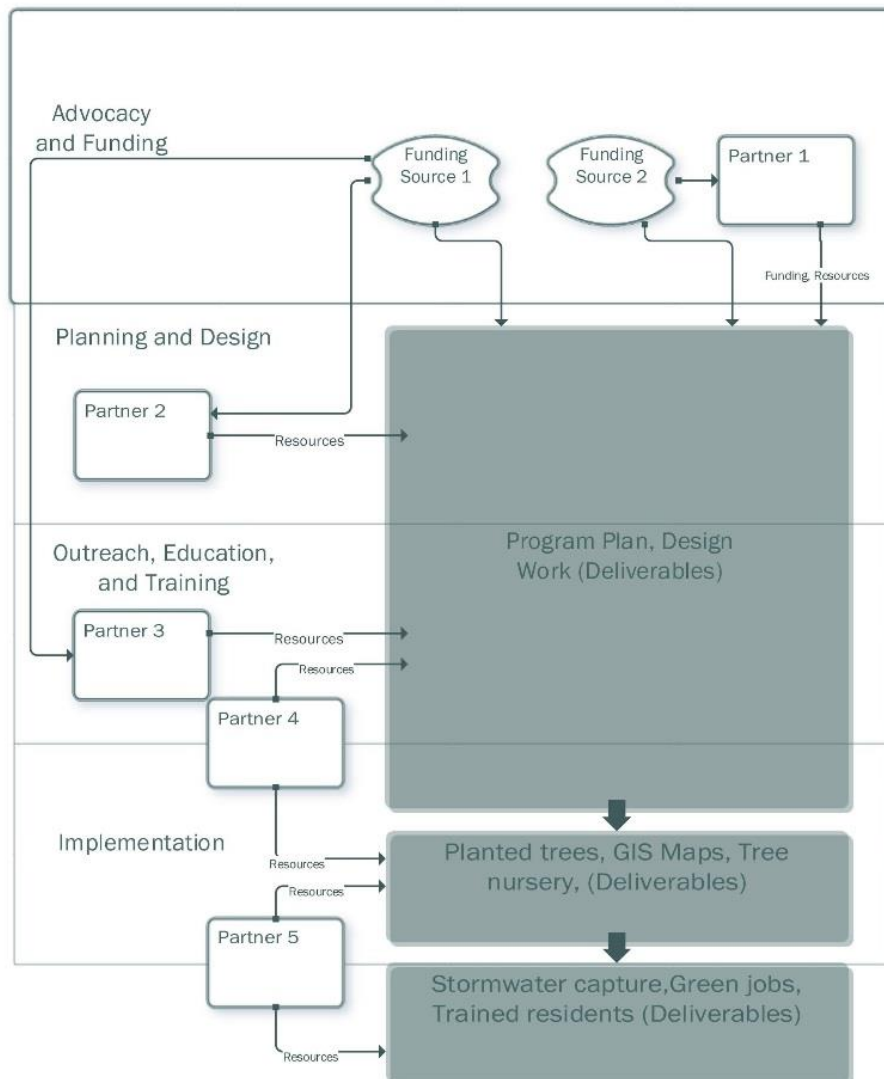 Advocacy
and Funding
Funding
Source 1
Funding
Source 2
Partner 1
Funding, Resources
Planning and Design
Partner 2
Resources
Program Plan, Design
Work (Deliverables)
Outreach, Education,
and Training
Partner 3
Resources
Resources
Partner 4
Implementation
Resources
Planted trees, GIS Maps, Tree
nursery, (Deliverables)
Resources
Partner 5
Stormwater capture,Green jobs,
Trained residents (Deliverables)
Resources